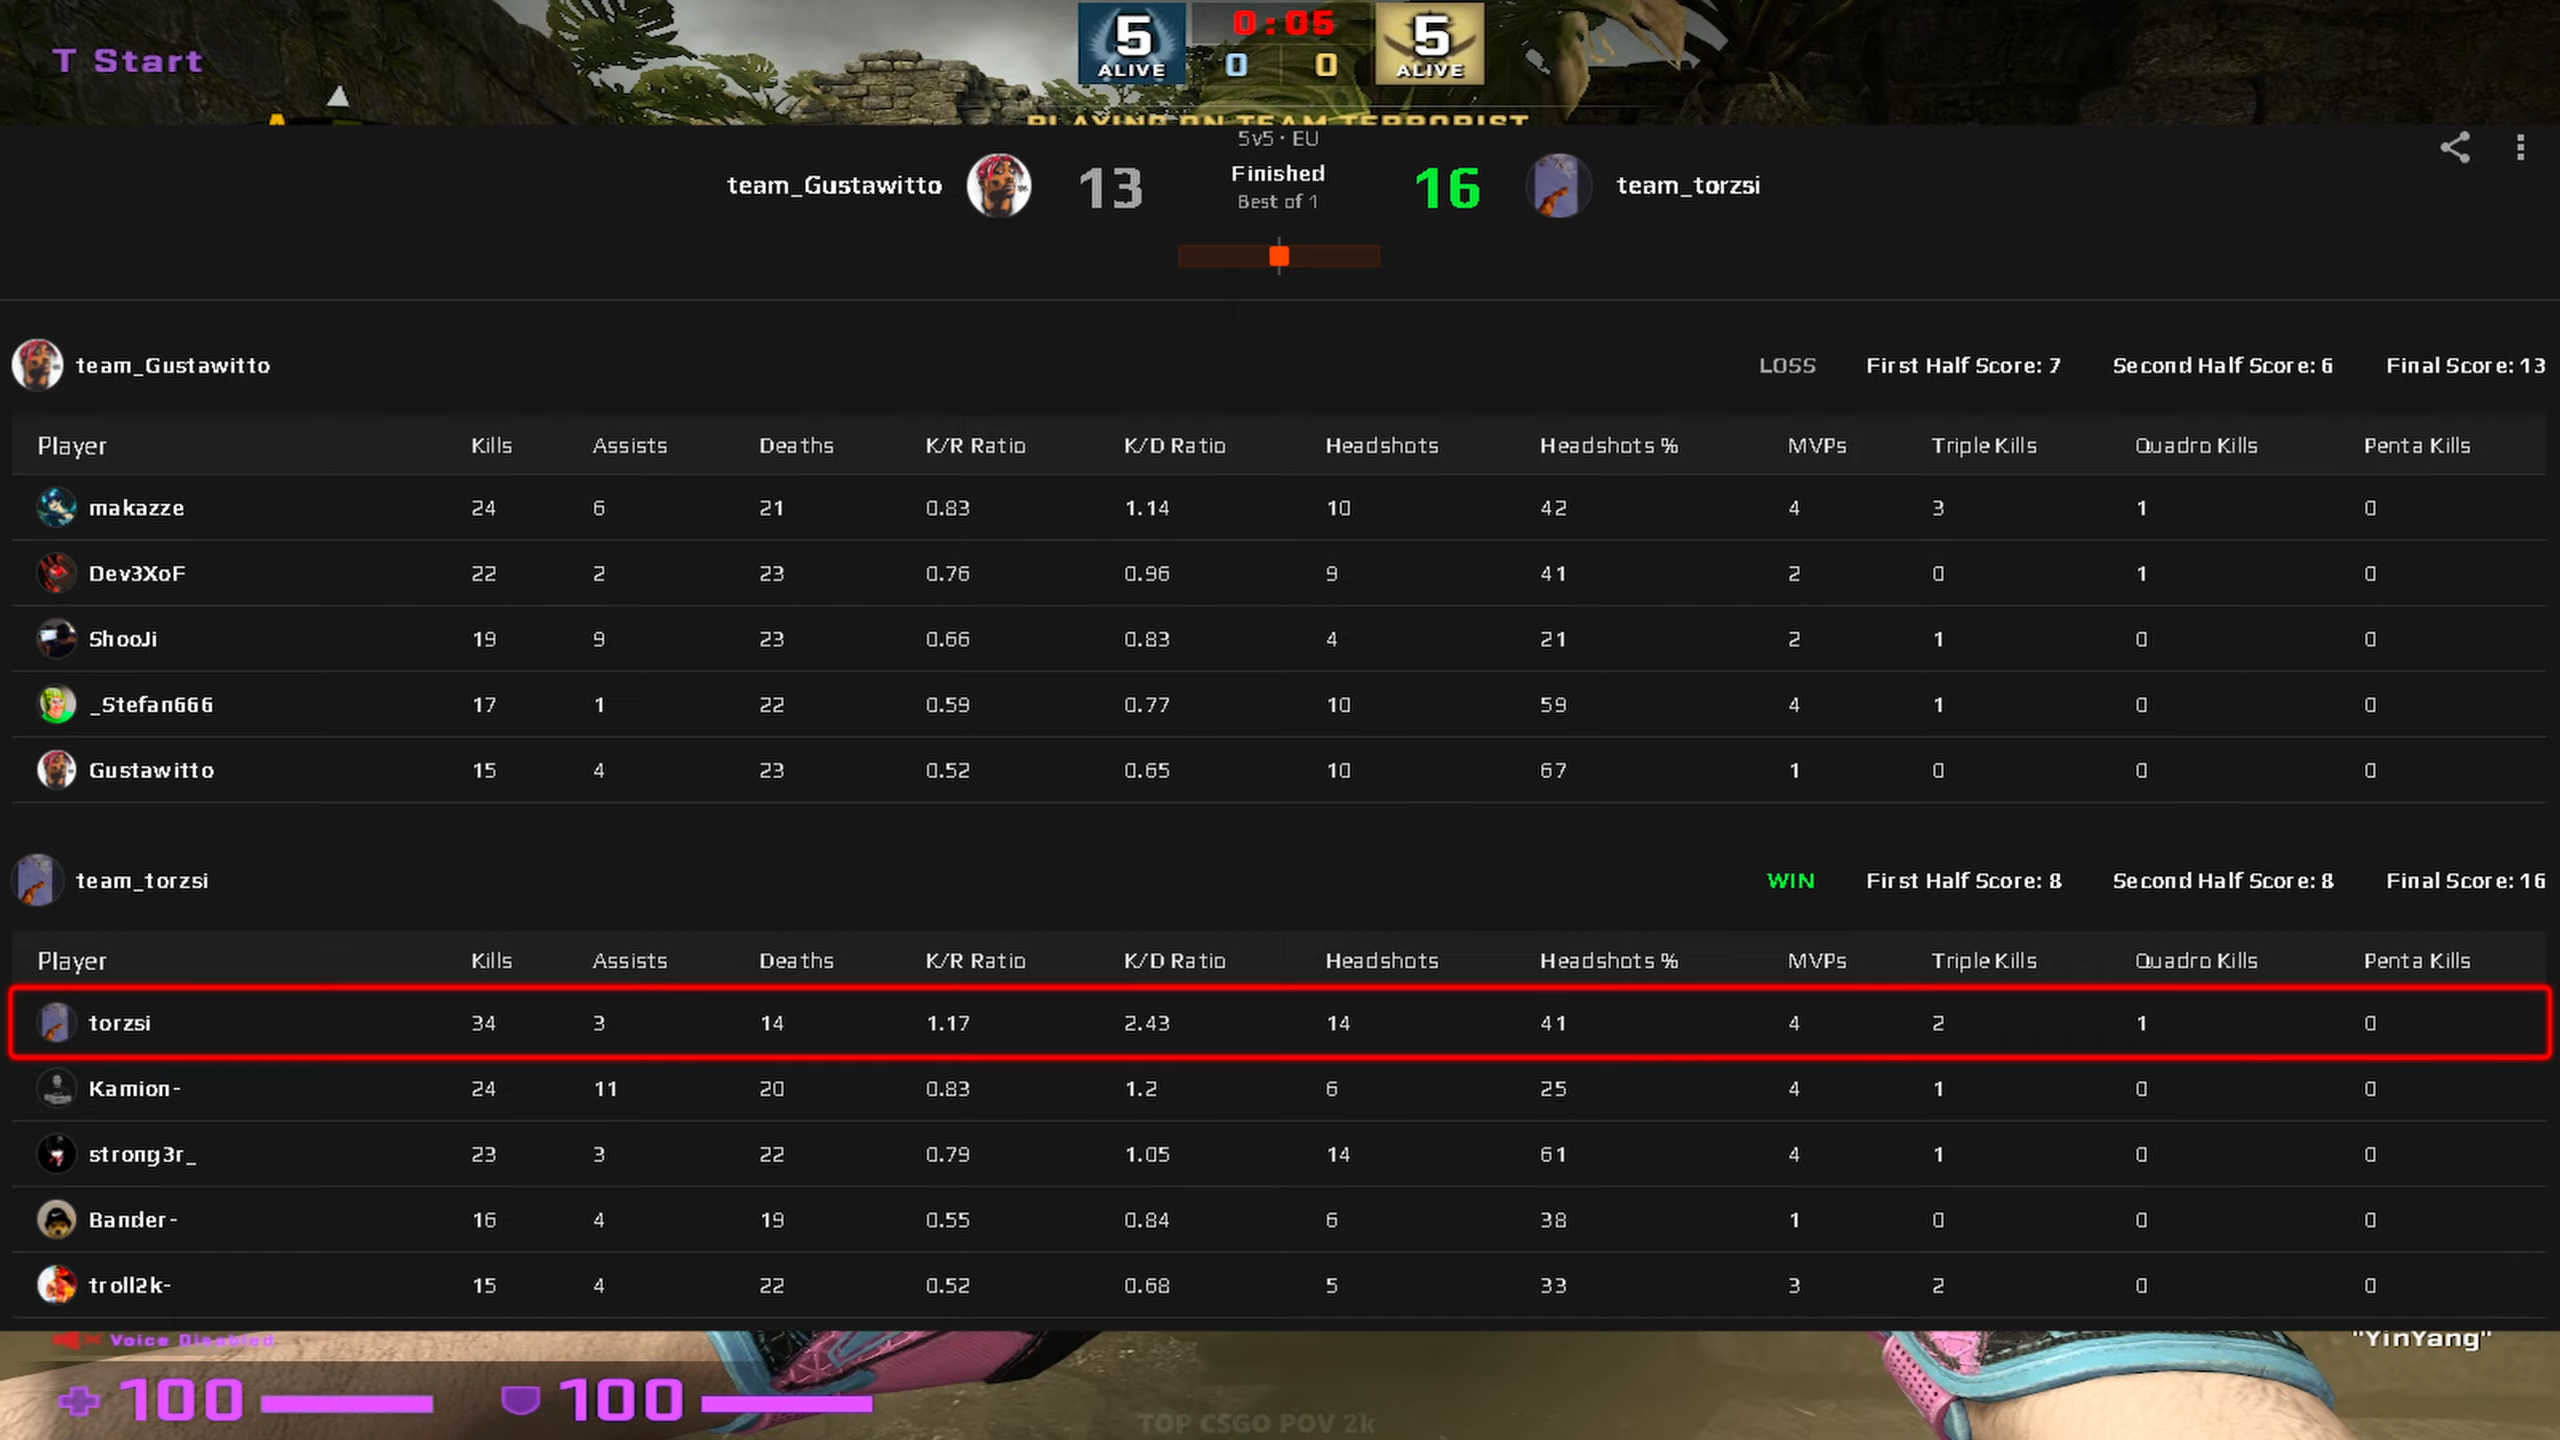 T Start
5 ALIVE 0:05 5 ALIVE
0 0
PLAYING ON TEAM TERRORIST
5v5 · EU
team_Gustawitto 13 Finished 16 team_torzsi
Best of 1
team_Gustawitto LOSS First Half Score: 7 Second Half Score: 6 Final Score: 13
Player Kills Assists Deaths K/R Ratio K/D Ratio Headshots Headshots % MVPs Triple Kills Quadro Kills Penta Kills
makazze 24 6 21 0.83 1.14 10 42 4 3 1 0
Dev3XoF 22 2 23 0.76 0.96 9 41 2 0 1 0
ShooJi 19 9 23 0.66 0.83 4 21 2 1 0 0
_Stefan666 17 1 22 0.59 0.77 10 59 4 1 0 0
Gustawitto 15 4 23 0.52 0.65 10 67 1 0 0 0
team_torzsi WIN First Half Score: 8 Second Half Score: 8 Final Score: 16
Player Kills Assists Deaths K/R Ratio K/D Ratio Headshots Headshots % MVPs Triple Kills Quadro Kills Penta Kills
torzsi 34 3 14 1.17 2.43 14 41 4 2 1 0
Kamion- 24 11 20 0.83 1.2 6 25 4 1 0 0
strong3r_ 23 3 22 0.79 1.05 14 61 4 1 0 0
Bander- 16 4 19 0.55 0.84 6 38 1 0 0 0
troll2k- 15 4 22 0.52 0.68 5 33 3 2 0 0
Voice Disabled
"YinYang"
100 100
TOP CSGO POV 2k